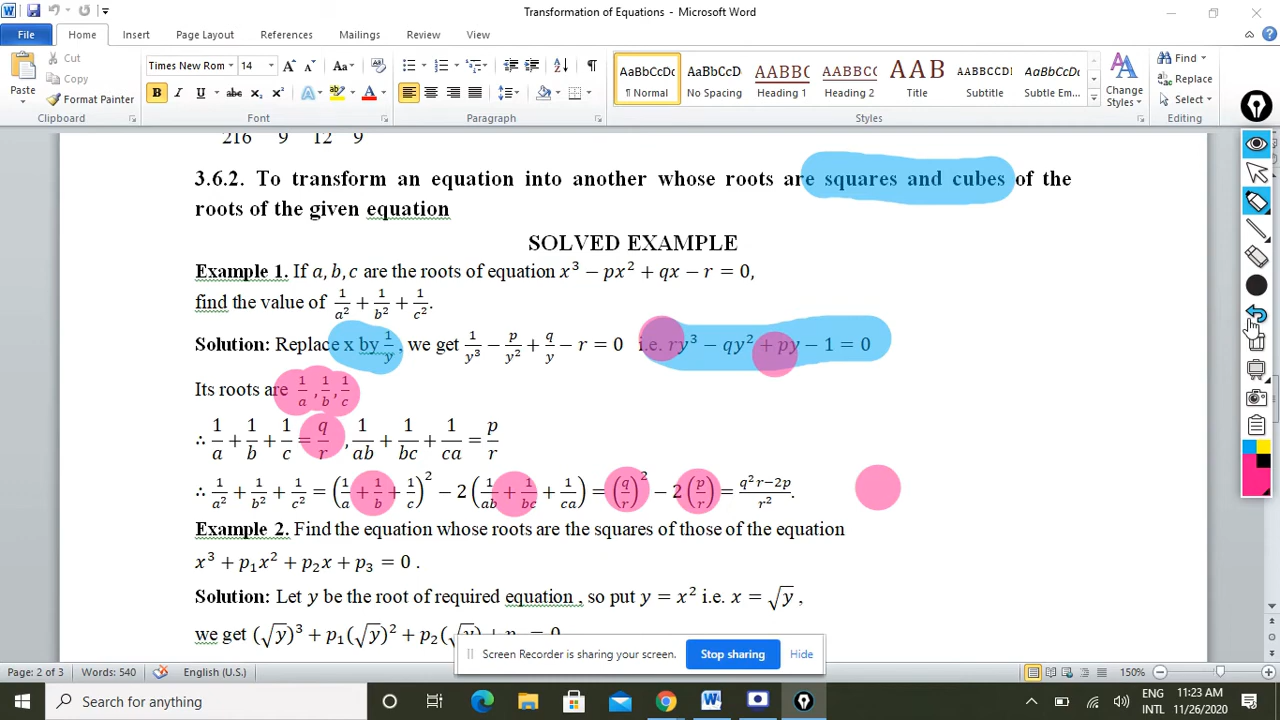 Transformation of Equations - Microsoft Word
File Home Insert Page Layout References Mailings Review View
Paste Cut Copy Format Painter Clipboard
Times New Rom 14 Aa
B I U abc x₂ x² A Font
Paragraph
AaBbCcDc ¶ Normal AaBbCcDc No Spacing AABBC Heading 1 AABBCC Heading 2 AAB Title AABBCCDI Subtitle AaBbCcDd Subtle Em... Change Styles Styles
Find Replace Select Editing
216 9 12 9
3.6.2. To transform an equation into another whose roots are squares and cubes of the
roots of the given equation
SOLVED EXAMPLE
Example 1. If a, b, c are the roots of equation x³ − px² + qx − r = 0,
find the value of 1/a² + 1/b² + 1/c².
Solution: Replace x by 1/y, we get 1/y³ − p/y² + q/y − r = 0 i.e. ry³ − qy² + py − 1 = 0
Its roots are 1/a, 1/b, 1/c
∴ 1/a + 1/b + 1/c = q/r, 1/ab + 1/bc + 1/ca = p/r
∴ 1/a² + 1/b² + 1/c² = (1/a + 1/b + 1/c)² − 2(1/ab + 1/bc + 1/ca) = (q/r)² − 2(p/r) = q²r−2p/r².
Example 2. Find the equation whose roots are the squares of those of the equation
x³ + p₁x² + p₂x + p₃ = 0 .
Solution: Let y be the root of required equation , so put y = x² i.e. x = √y ,
we get (√y)³ + p₁(√y)² + p₂(√y) + p = 0
Screen Recorder is sharing your screen. Stop sharing Hide
Page: 2 of 3 Words: 540 English (U.S.) 150%
Search for anything
ENG 11:23 AM
INTL 11/26/2020